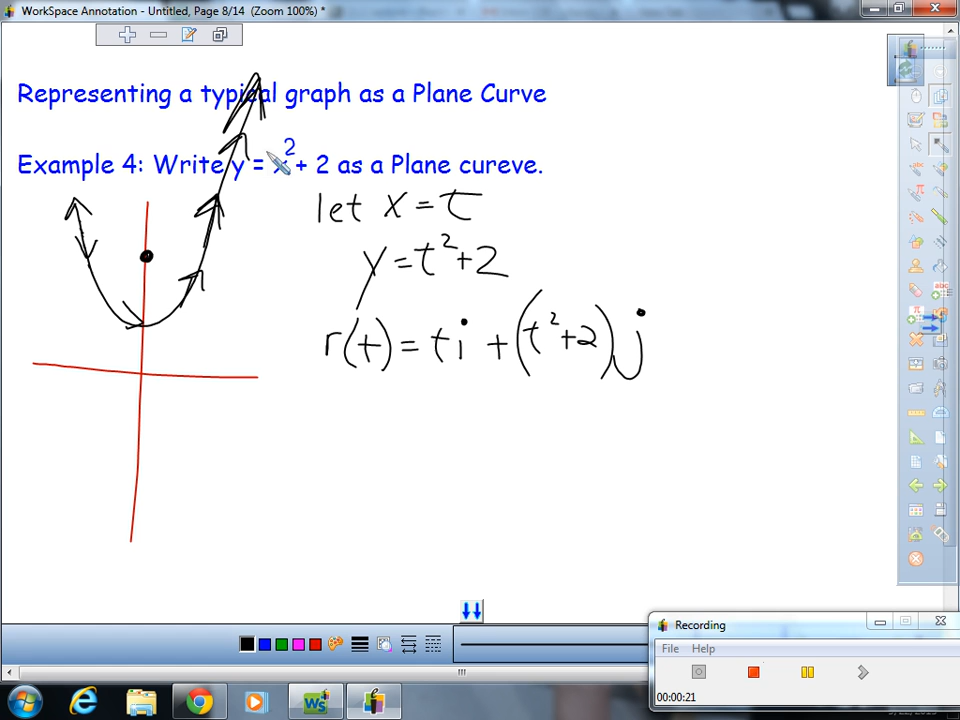 WorkSpace Annotation - Untitled, Page 8/14 (Zoom 100%) *
Representing a typical graph as a Plane Curve
Example 4: Write y = x² + 2 as a Plane cureve.
let x = t
y = t² + 2
r(t) = ti + (t² + 2)j
Recording
File Help
00:00:21